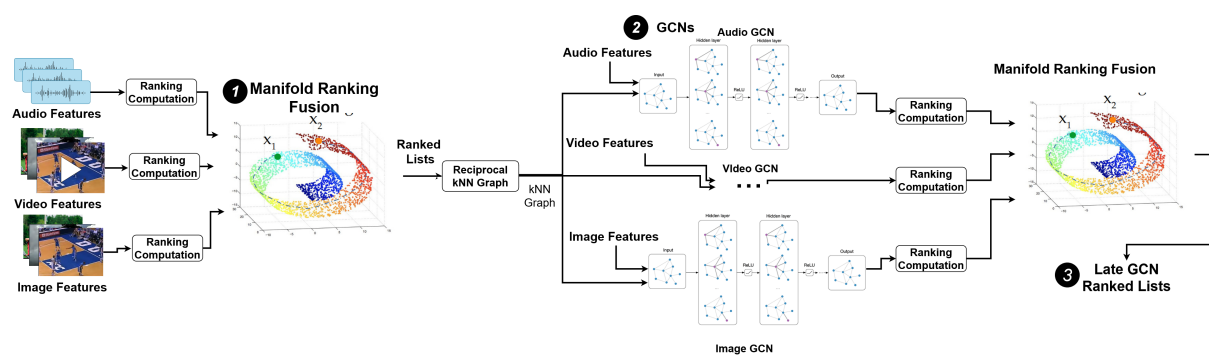 Audio Features
Ranking
Computation
Video Features
Ranking
Computation
Image Features
Ranking
Computation
1 Manifold Ranking
Fusion
X1
X2
Ranked
Lists
Reciprocal
kNN Graph
kNN
Graph
2 GCNs
Audio Features
Audio GCN
Input
Hidden layer
ReLU
Hidden layer
ReLU
Output
Ranking
Computation
Video Features
VIdeo GCN
...
Ranking
Computation
Image Features
Input
Hidden layer
ReLU
Hidden layer
ReLU
Output
Image GCN
Ranking
Computation
Manifold Ranking Fusion
X1
X2
3 Late GCN
Ranked Lists